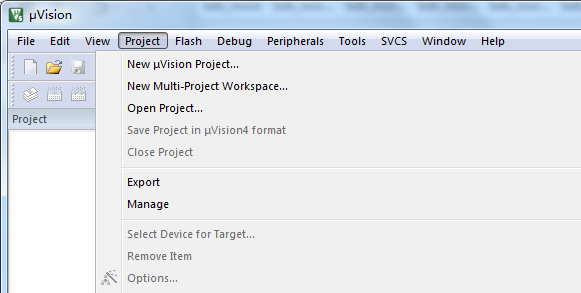 µVision
File Edit View Project Flash Debug Peripherals Tools SVCS Window Help
New µVision Project...
New Multi-Project Workspace...
Open Project...
Save Project in µVision4 format
Close Project
Project
Export
Manage
Select Device for Target...
Remove Item
Options...